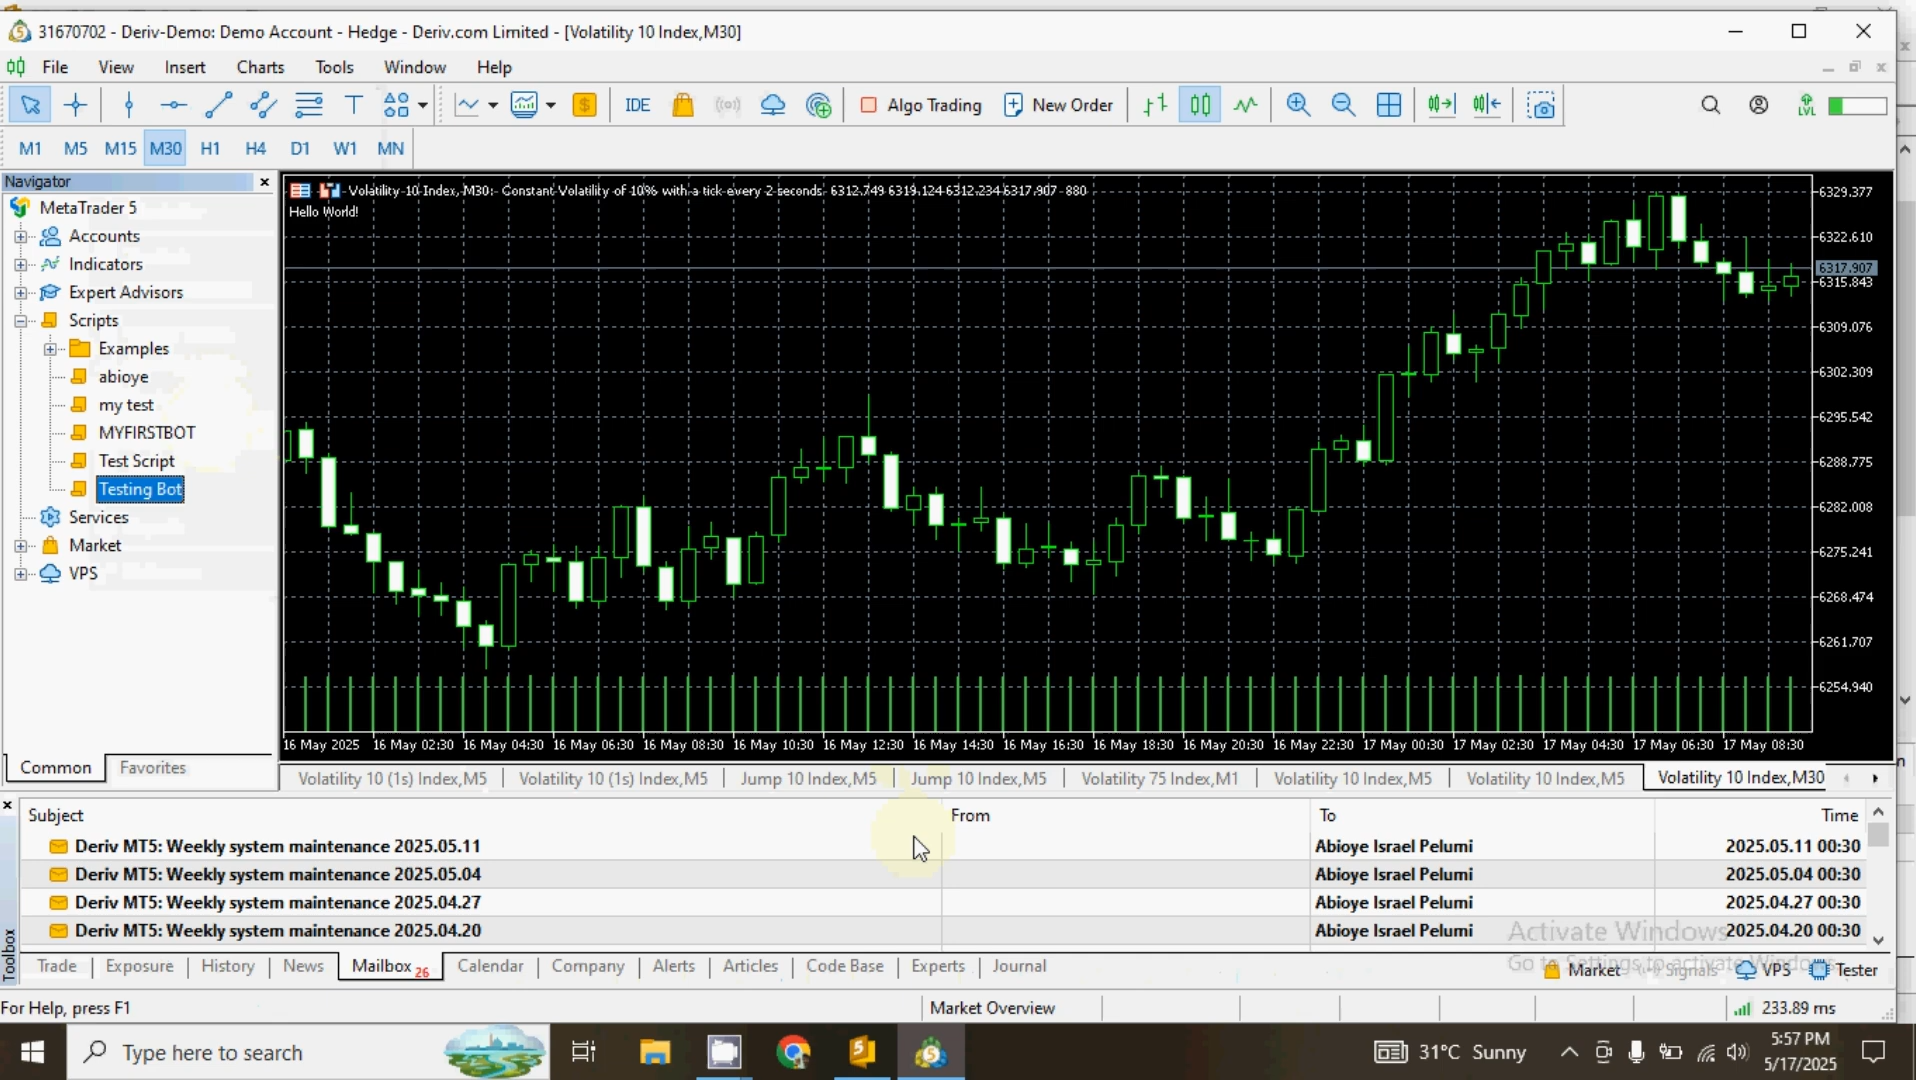 31670702 - Deriv-Demo: Demo Account - Hedge - Deriv.com Limited - [Volatility 10 Index,M30]
File View Insert Charts Tools Window Help
IDE Algo Trading New Order LVL
M1 M5 M15 M30 H1 H4 D1 W1 MN
Navigator
MetaTrader 5
Accounts
Indicators
Expert Advisors
Scripts
Examples
abioye
my test
MYFIRSTBOT
Test Script
Testing Bot
Services
Market
VPS
Common Favorites
Volatility 10 Index, M30: Constant Volatility of 10% with a tick every 2 seconds 6312.749 6319.124 6312.234 6317.907 880
Hello World!
6329.377
6322.610
6317.907
6315.843
6309.076
6302.309
6295.542
6288.775
6282.008
6275.241
6268.474
6261.707
6254.940
16 May 2025 16 May 02:30 16 May 04:30 16 May 06:30 16 May 08:30 16 May 10:30 16 May 12:30 16 May 14:30 16 May 16:30 16 May 18:30 16 May 20:30 16 May 22:30 17 May 00:30 17 May 02:30 17 May 04:30 17 May 06:30 17 May 08:30
Volatility 10 (1s) Index,M5 Volatility 10 (1s) Index,M5 Jump 10 Index,M5 Jump 10 Index,M5 Volatility 75 Index,M1 Volatility 10 Index,M5 Volatility 10 Index,M5 Volatility 10 Index,M30
Subject From To Time
Deriv MT5: Weekly system maintenance 2025.05.11 Abioye Israel Pelumi 2025.05.11 00:30
Deriv MT5: Weekly system maintenance 2025.05.04 Abioye Israel Pelumi 2025.05.04 00:30
Deriv MT5: Weekly system maintenance 2025.04.27 Abioye Israel Pelumi 2025.04.27 00:30
Deriv MT5: Weekly system maintenance 2025.04.20 Abioye Israel Pelumi 2025.04.20 00:30
Toolbox
Activate Windows
Go to Settings to activate Windows.
Trade Exposure History News Mailbox 26 Calendar Company Alerts Articles Code Base Experts Journal
Market Signals VPS Tester
For Help, press F1 Market Overview 233.89 ms
Type here to search
31°C Sunny
5:57 PM
5/17/2025